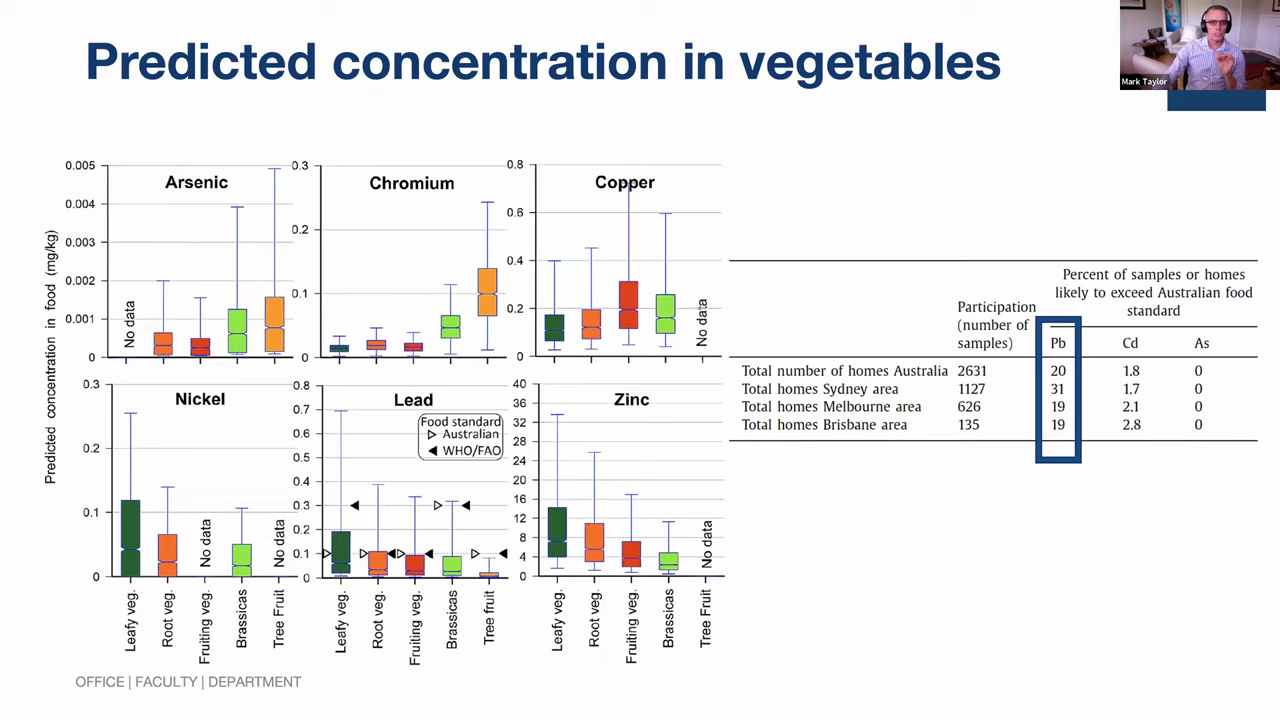 Predicted concentration in vegetables
Mark Taylor
Predicted concentration in food (mg/kg)
Arsenic
0.005
0.004
0.003
0.002
0.001
0
No data
Chromium
0.3
0.2
0.1
0
Copper
0.8
0.6
0.4
0.2
0
No data
Nickel
0.3
0.2
0.1
0
No data
No data
Leafy veg.
Root veg.
Fruiting veg.
Brassicas
Tree Fruit
Lead
0.8
0.7
0.6
0.5
0.4
0.3
0.2
0.1
0
Food standard
Australian
WHO/FAO
Leafy veg.
Root veg.
Fruiting veg.
Brassicas
Tree fruit
Zinc
40
36
32
28
24
20
16
12
8
4
0
No data
Leafy veg.
Root veg.
Fruiting veg.
Brassicas
Tree Fruit
Participation
(number of
samples)
Percent of samples or homes
likely to exceed Australian food
standard
Pb Cd As
Total number of homes Australia 2631 20 1.8 0
Total homes Sydney area 1127 31 1.7 0
Total homes Melbourne area 626 19 2.1 0
Total homes Brisbane area 135 19 2.8 0
OFFICE | FACULTY | DEPARTMENT